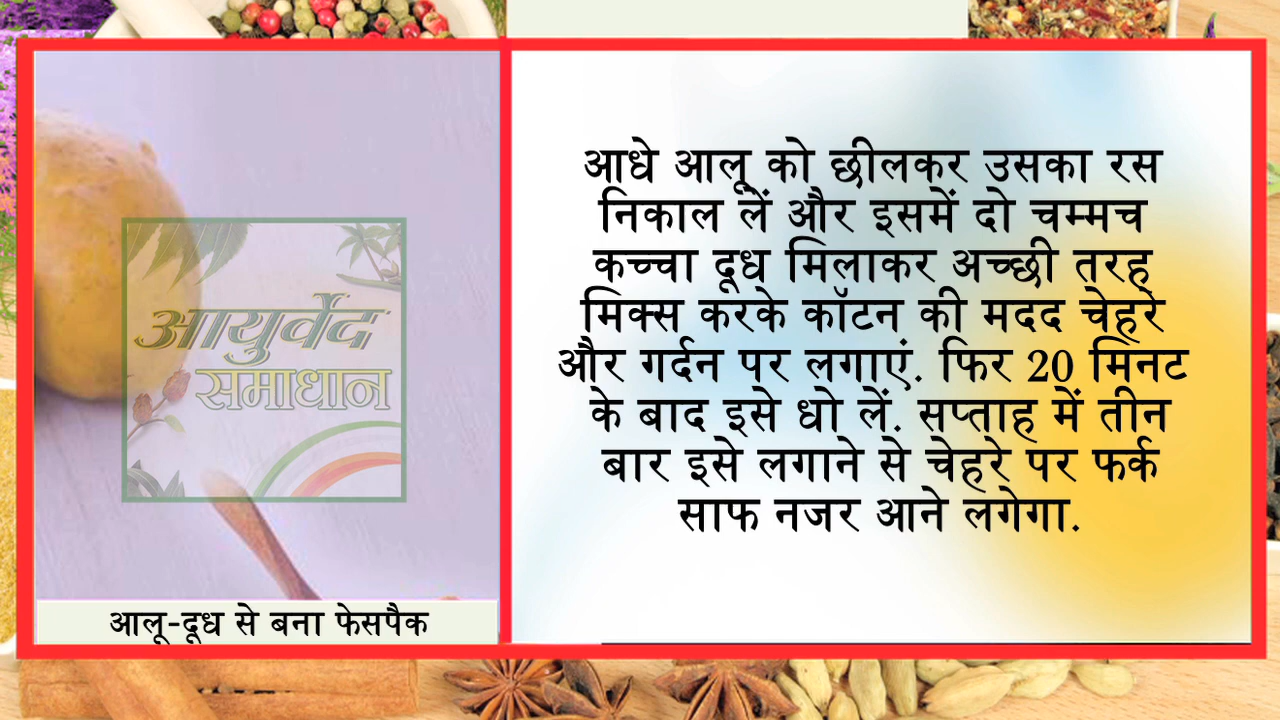 आयुर्वेद
समाधान
आलू-दूध से बना फेसपैक
आधे आलू को छीलकर उसका रस
निकाल लें और इसमें दो चम्मच
कच्चा दूध मिलाकर अच्छी तरह
मिक्स करके कॉटन की मदद चेहरे
और गर्दन पर लगाएं. फिर 20 मिनट
के बाद इसे धो लें. सप्ताह में तीन
बार इसे लगाने से चेहरे पर फर्क
साफ नजर आने लगेगा.